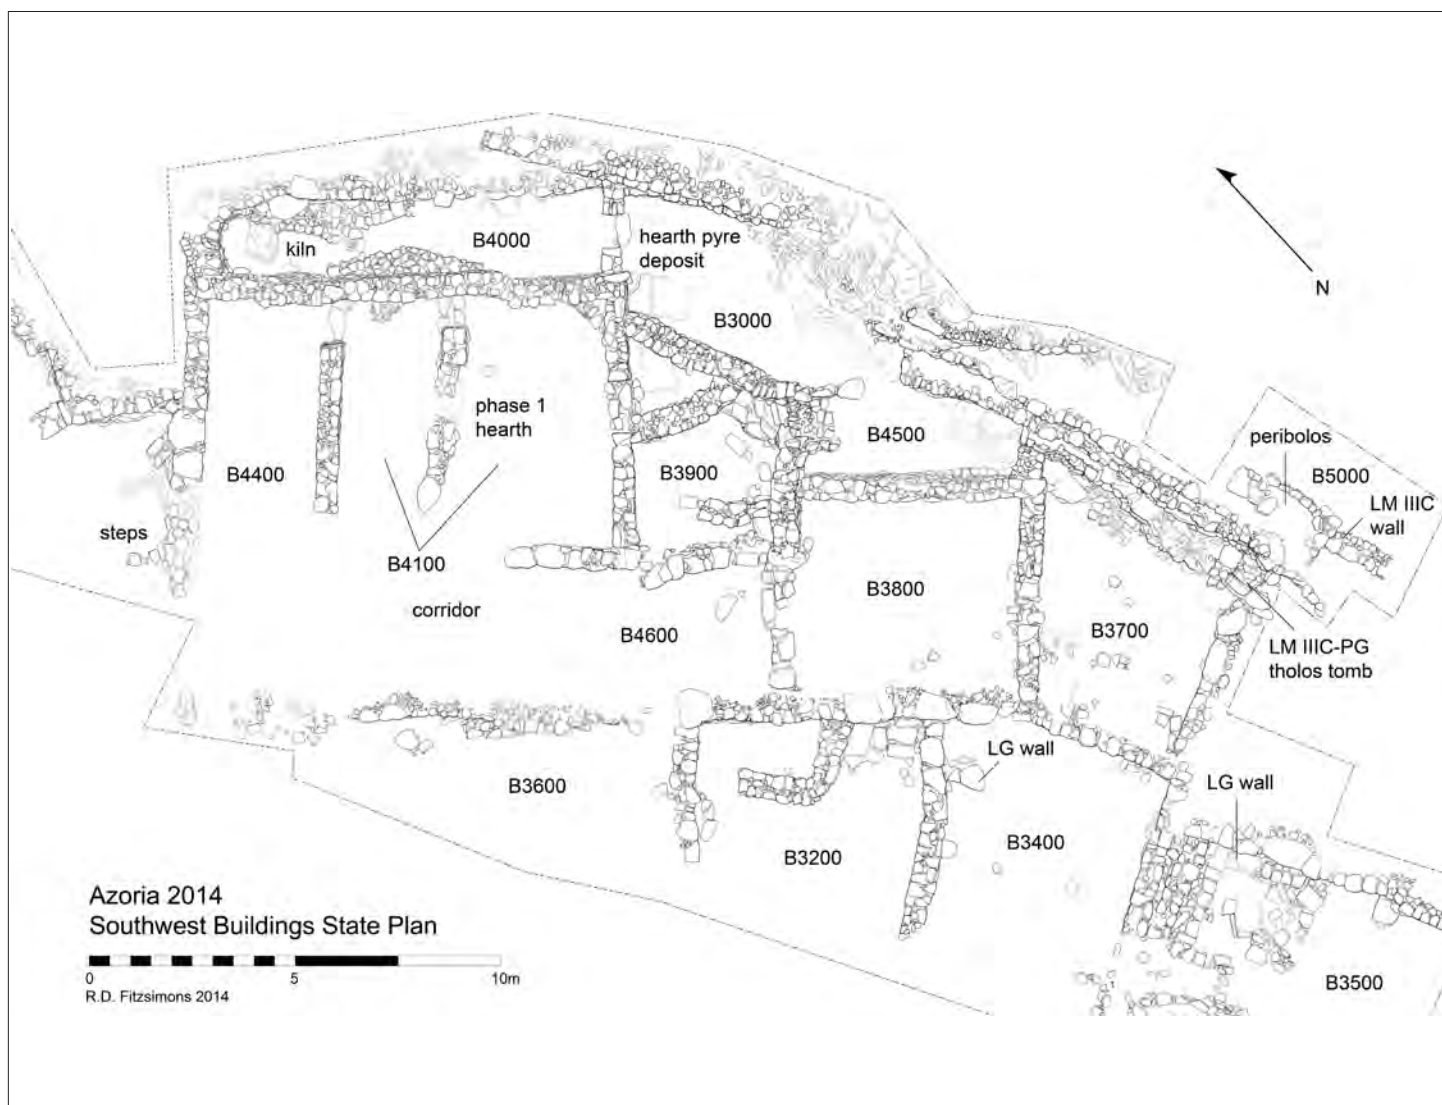 kiln
B4000
hearth pyre
deposit
B3000
N
phase 1
hearth
B4500
peribolos
B5000
B4400
B3900
LM IIIC
wall
steps
B4100
B3800
corridor
B4600
B3700
LM IIIC-PG
tholos tomb
LG wall
B3600
LG wall
B3200
B3400
Azoria 2014
Southwest Buildings State Plan
0
5
10m
R.D. Fitzsimons 2014
B3500